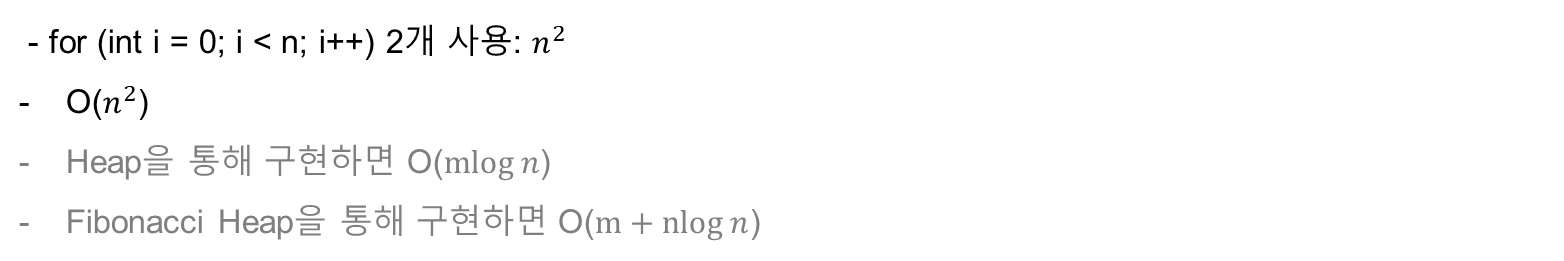 - for (int i = 0; i < n; i++) 2개 사용: n²
- O(n²)
- Heap을 통해 구현하면 O(mlog n)
- Fibonacci Heap을 통해 구현하면 O(m + nlog n)